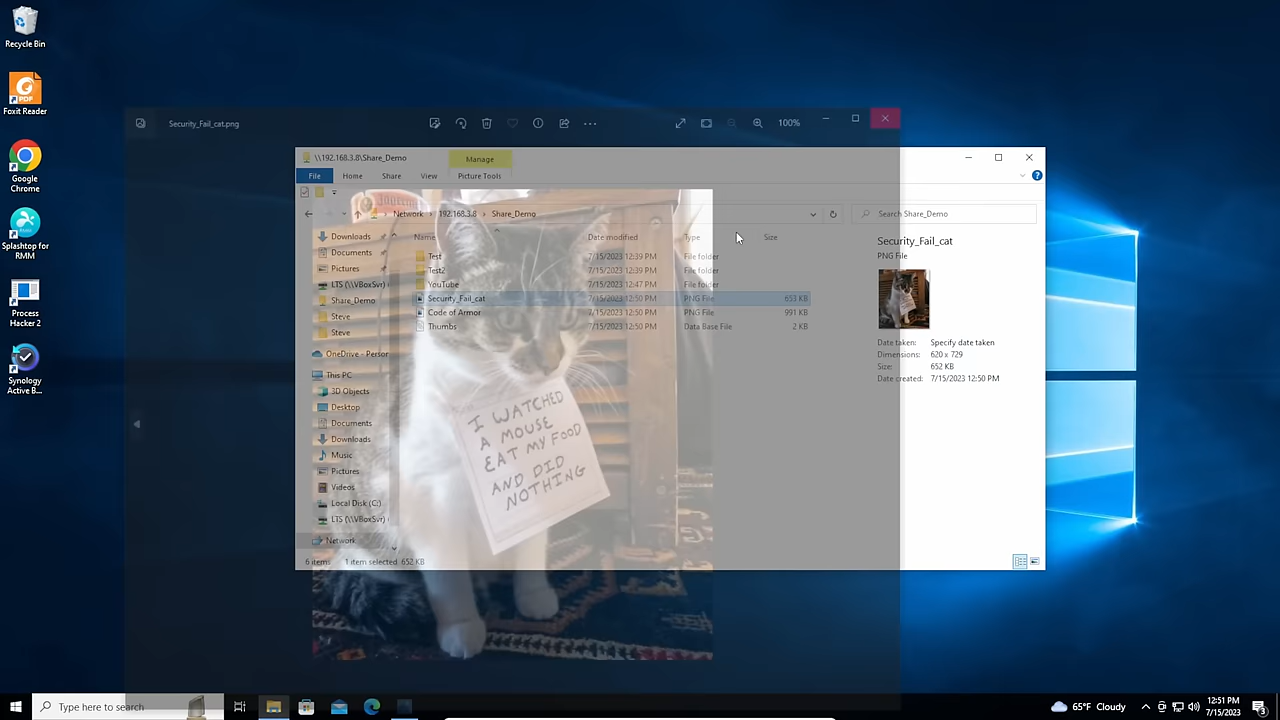 Recycle Bin
Foxit Reader
Google
Chrome
Splashtop for
RMM
Process
Hacker 2
Synology
Active B...
Security_Fail_cat.png
100%
\\192.168.3.8\Share_Demo
Manage
File
Home
Share
View
Picture Tools
Network
192.168.3.8
Share_Demo
Search Share_Demo
Downloads
Documents
Pictures
LTS (\\VBoxSvr) (
Share_Demo
Steve
Steve
OneDrive - Person
This PC
3D Objects
Desktop
Documents
Downloads
Music
Pictures
Videos
Local Disk (C:)
LTS (\\VBoxSvr) (
Network
Name
Date modified
Type
Size
Test
7/15/2023 12:39 PM
File folder
Test2
7/15/2023 12:39 PM
File folder
YouTube
7/15/2023 12:47 PM
File folder
Security_Fail_cat
7/15/2023 12:50 PM
PNG File
653 KB
Code of Armor
7/15/2023 12:50 PM
PNG File
991 KB
Thumbs
7/15/2023 12:50 PM
Data Base File
2 KB
I WATCHED
A MOUSE
EAT MY FOOD
AND DID
NOTHING
Security_Fail_cat
PNG File
Date taken: Specify date taken
Dimensions: 620 x 729
Size: 652 KB
Date created: 7/15/2023 12:50 PM
6 items
1 item selected 652 KB
Type here to search
65°F Cloudy
12:51 PM
7/15/2023